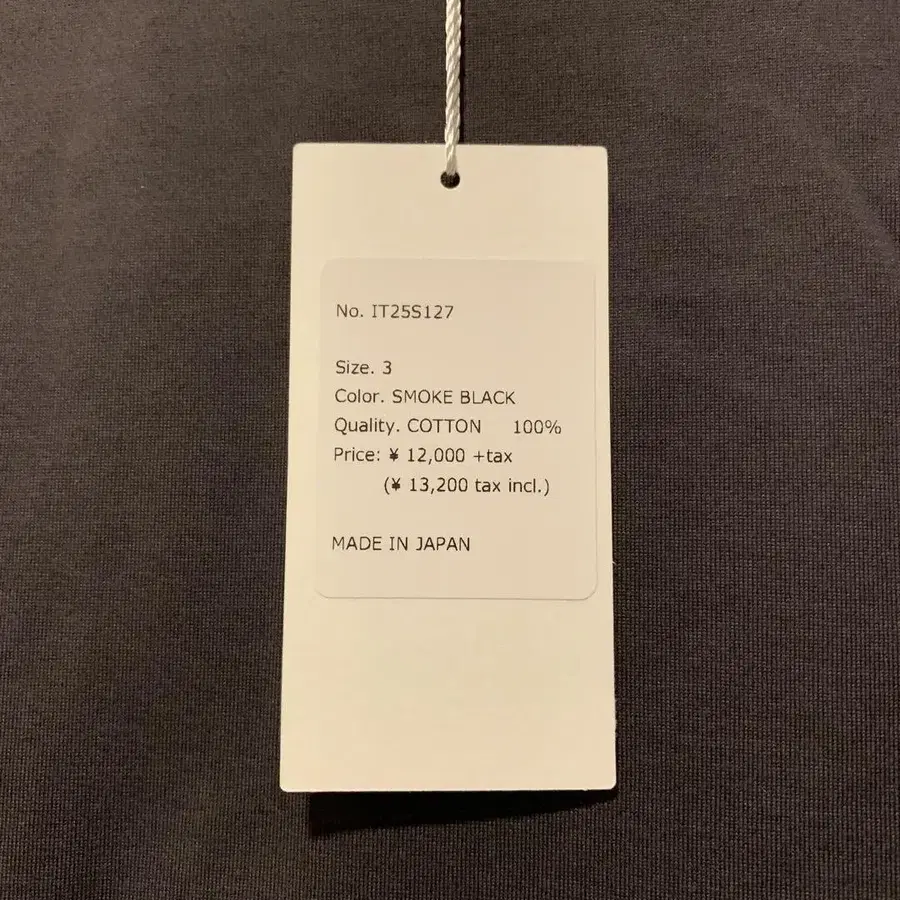 No. IT25S127
Size. 3
Color. SMOKE BLACK
Quality. COTTON 100%
Price: ¥ 12,000 +tax
(¥ 13,200 tax incl.)
MADE IN JAPAN